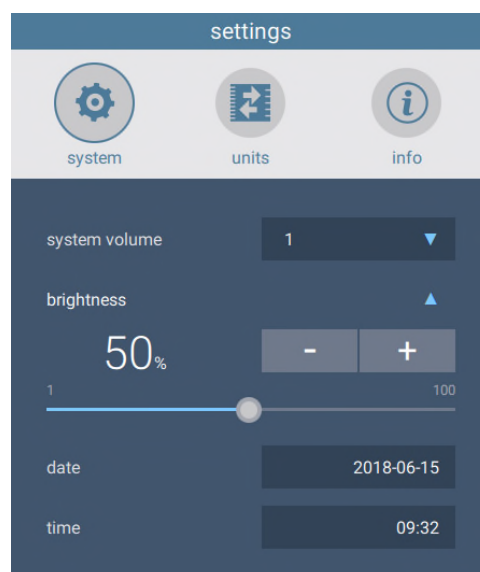 settings
system units info
system volume 1
brightness
50%
- +
1 100
date 2018-06-15
time 09:32